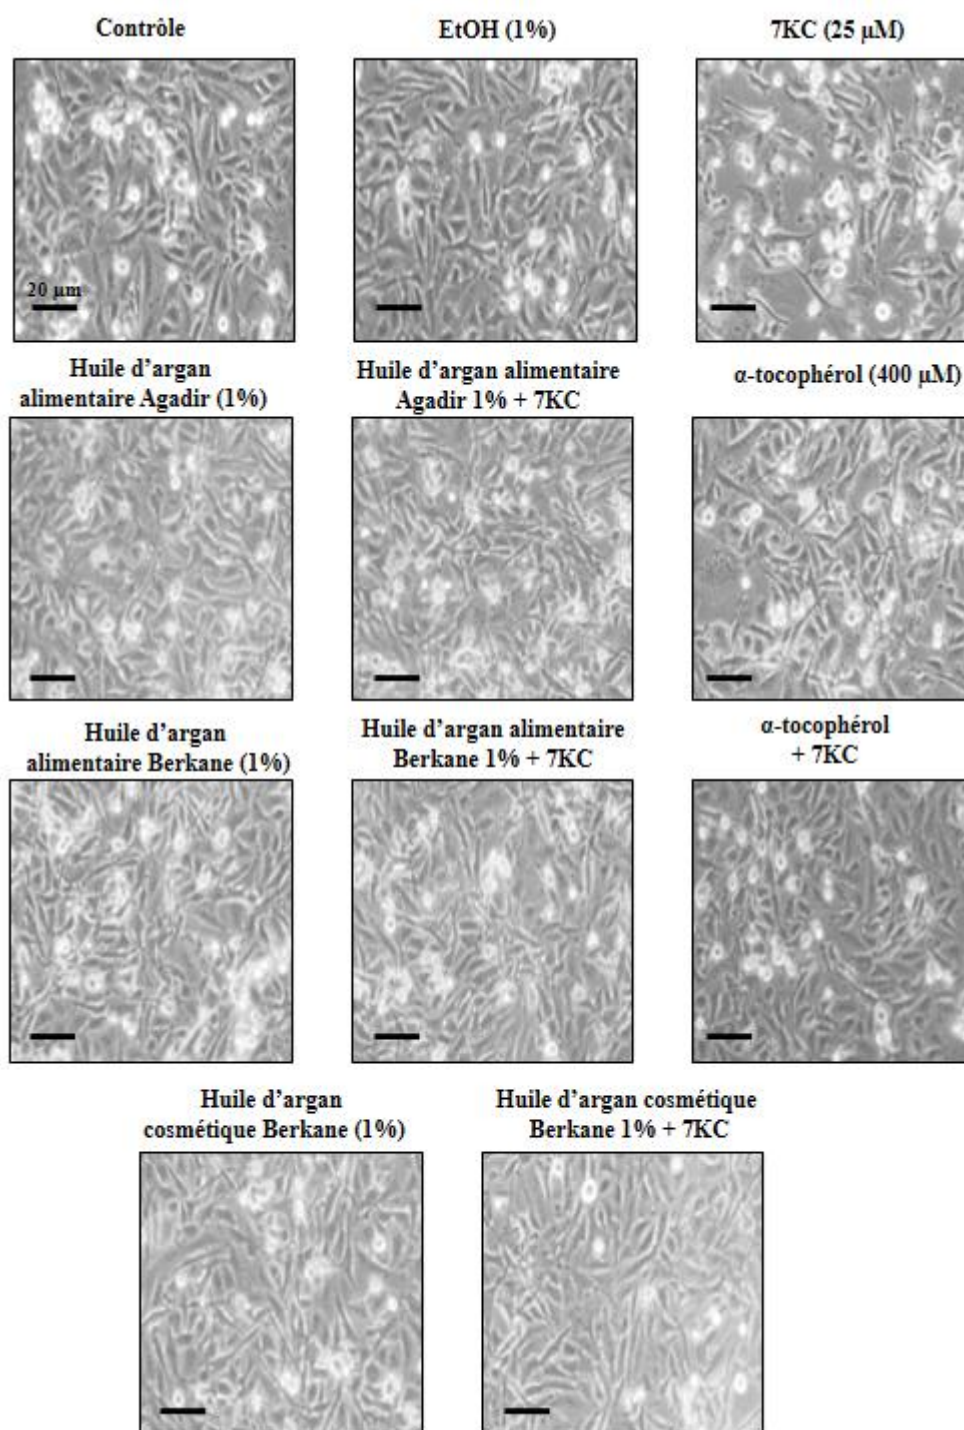 Contrôle
EtOH (1%)
7KC (25 µM)
20 µm
Huile d’argan
alimentaire Agadir (1%)
Huile d’argan alimentaire
Agadir 1% + 7KC
α-tocophérol (400 µM)
Huile d’argan
alimentaire Berkane (1%)
Huile d’argan alimentaire
Berkane 1% + 7KC
α-tocophérol
+ 7KC
Huile d’argan
cosmétique Berkane (1%)
Huile d’argan cosmétique
Berkane 1% + 7KC